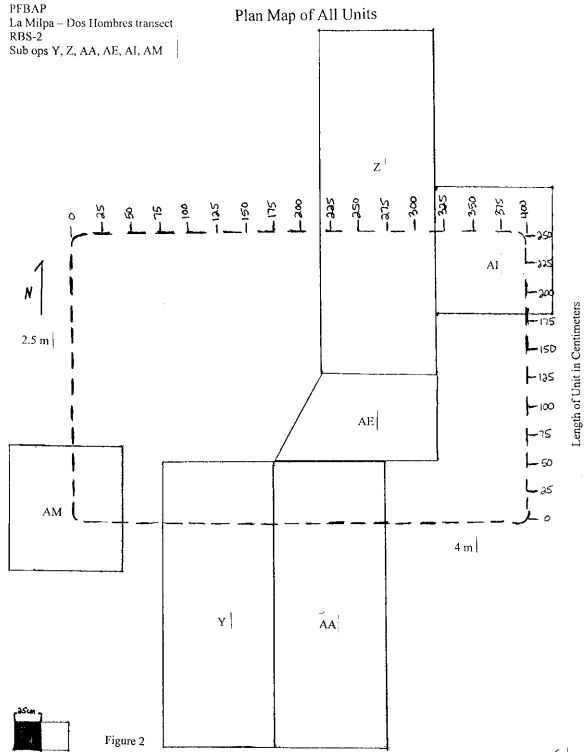 PFBAP
Plan Map of All Units
La Milpa – Dos Hombres transect
RBS-2
Sub ops Y, Z, AA, AE, AI, AM
Z
0 25 50 75 100 125 150 175 200 225 250 275 300 325 350 375 400
250
AI
225
N
200
175
2.5 m
150
125
100
AE
75
50
25
AM
0
4 m
Y
AA
Length of Unit in Centimeters
25cm
Figure 2